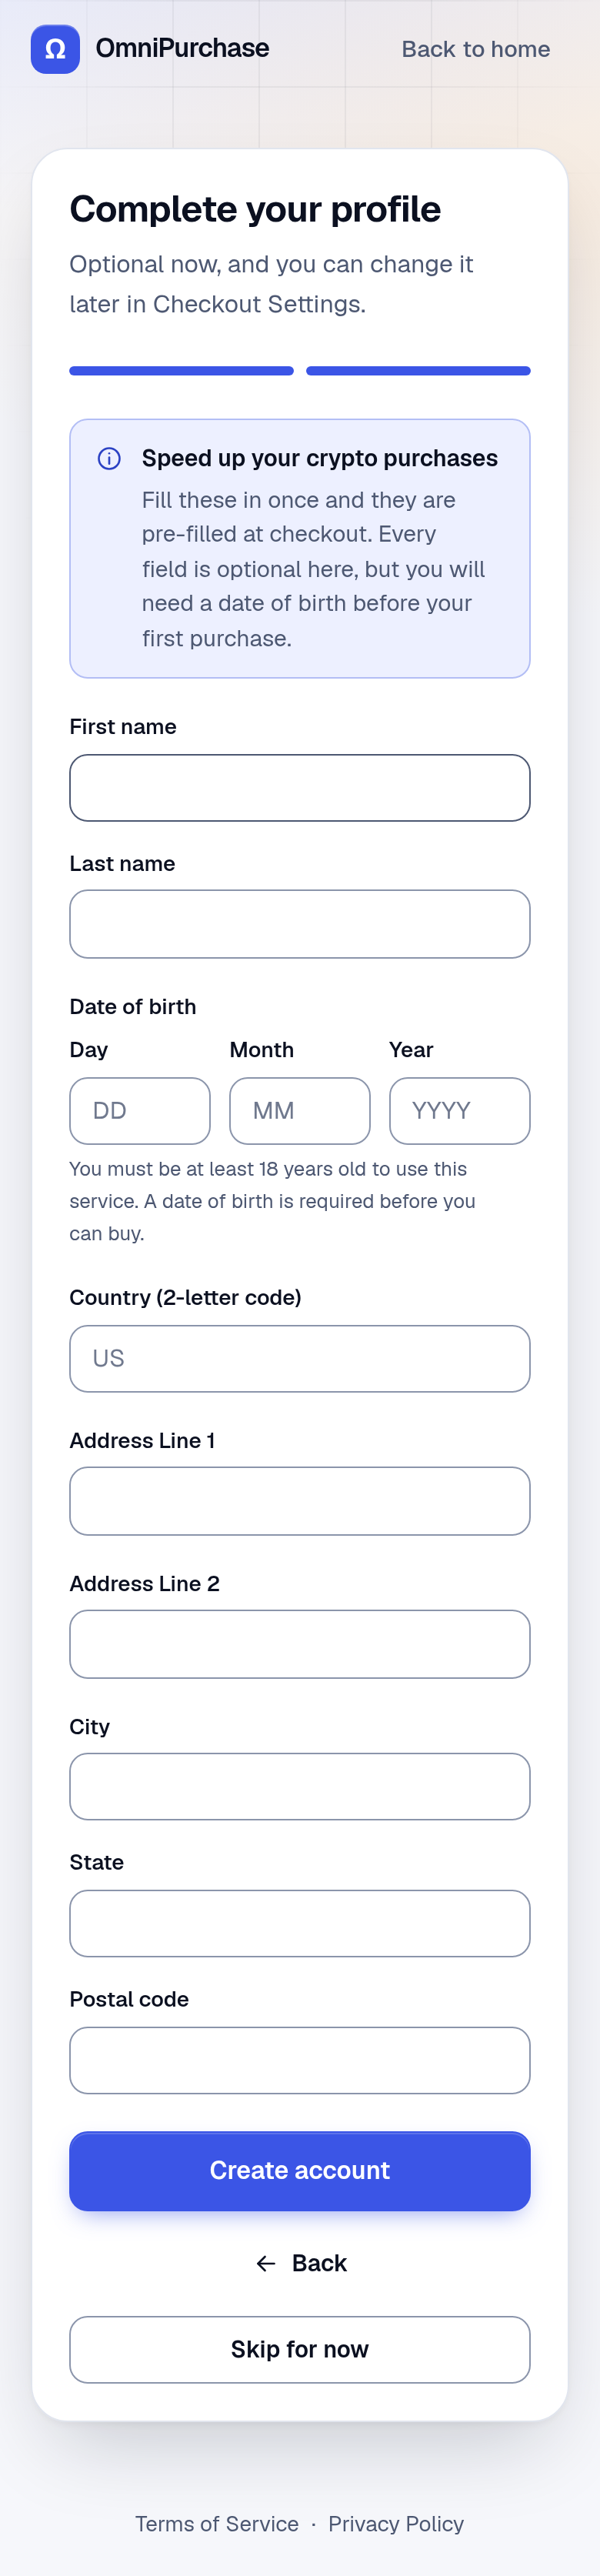 Ω OmniPurchase Back to home
Complete your profile
Optional now, and you can change it
later in Checkout Settings.
Speed up your crypto purchases
Fill these in once and they are
pre-filled at checkout. Every
field is optional here, but you will
need a date of birth before your
first purchase.
First name
Last name
Date of birth
Day Month Year
DD MM YYYY
You must be at least 18 years old to use this
service. A date of birth is required before you
can buy.
Country (2-letter code)
US
Address Line 1
Address Line 2
City
State
Postal code
Create account
← Back
Skip for now
Terms of Service · Privacy Policy